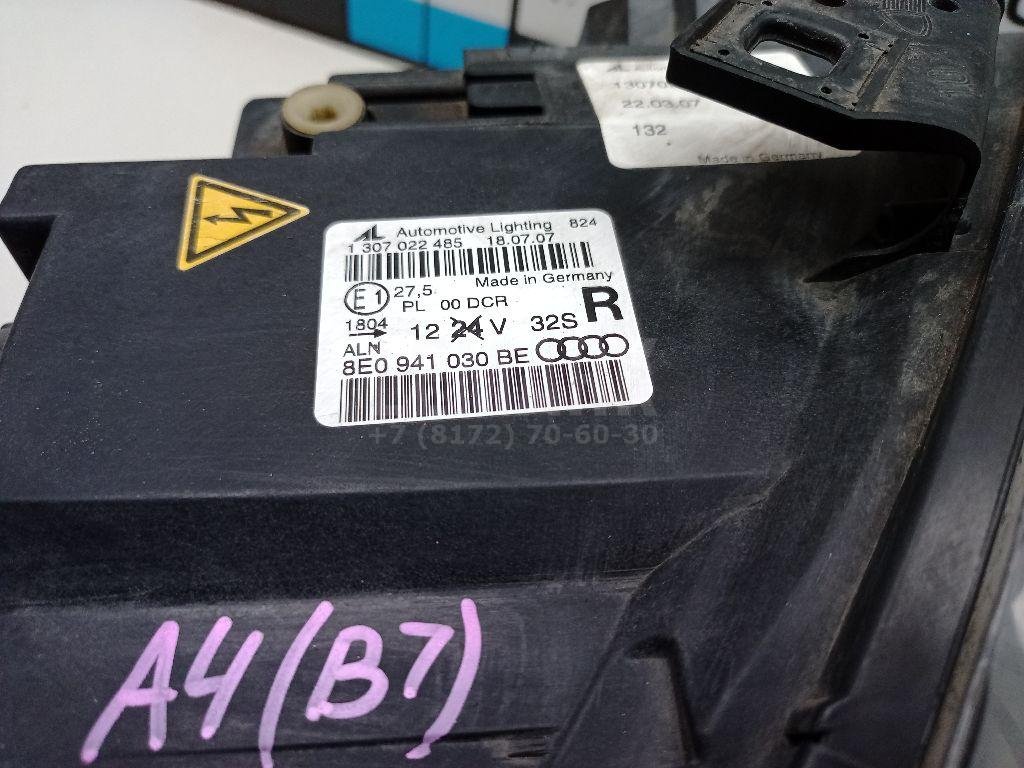 22.03.07
132
Made in Germany
10
AL Automotive Lighting 824
1 307 022 485 18.07.07
Made in Germany
E1 27,5
PL 00 DCR R
1804
12 24 V 32S
ALN
8E0 941 030 BE
+7 (8172) 70-60-30
A4 (B7)